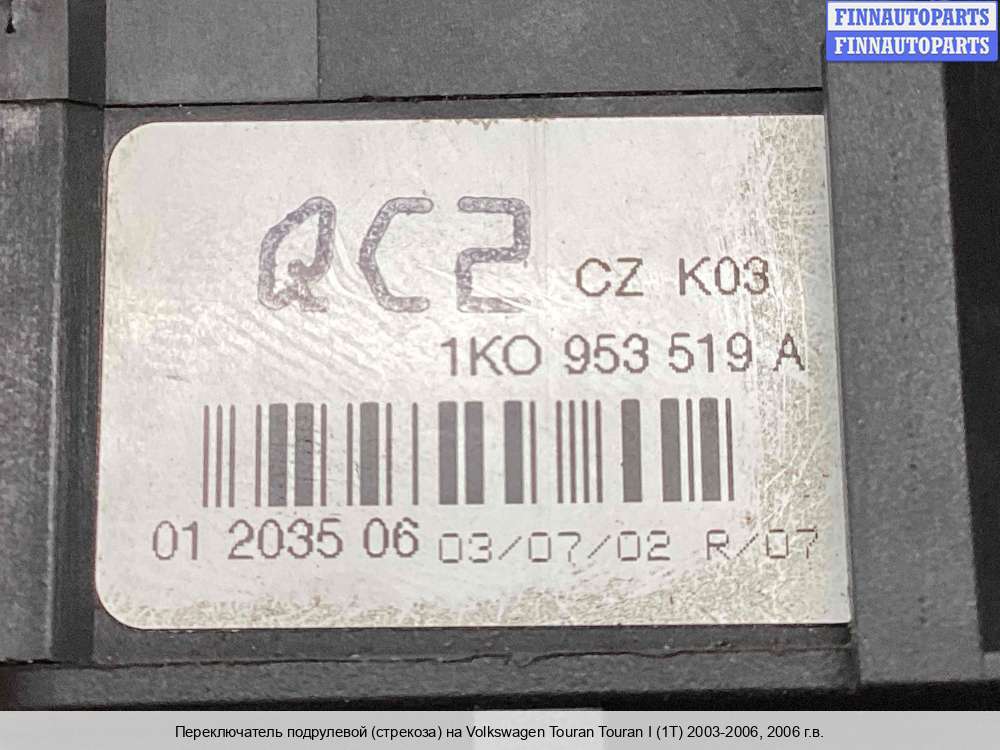 FINNAUTOPARTS
FINNAUTOPARTS
QC2
CZ K03
1KO 953 519 A
01 2035 06 03/07/02 R/07
Переключатель подрулевой (стрекоза) на Volkswagen Touran Touran I (1T) 2003-2006, 2006 г.в.